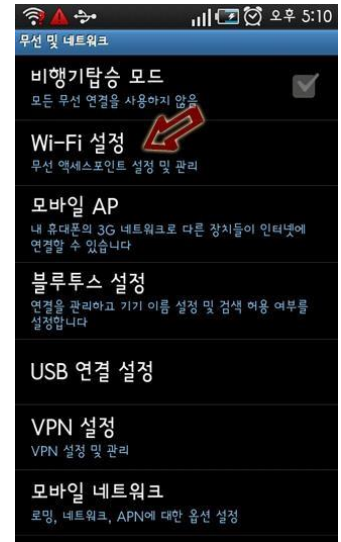 오후 5:10
무선 및 네트워크
비행기탑승 모드
모든 무선 연결을 사용하지 않음
Wi-Fi 설정
무선 액세스포인트 설정 및 관리
모바일 AP
내 휴대폰의 3G 네트워크로 다른 장치들이 인터넷에
연결할 수 있습니다
블루투스 설정
연결을 관리하고 기기 이름 설정 및 검색 허용 여부를
설정합니다
USB 연결 설정
VPN 설정
VPN 설정 및 관리
모바일 네트워크
로밍, 네트워크, APN에 대한 옵션 설정